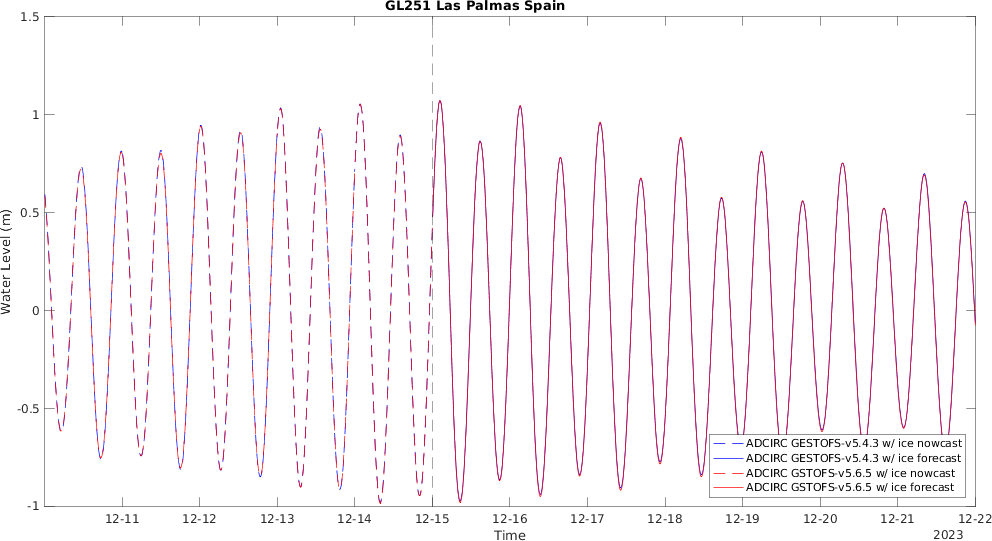 GL251 Las Palmas Spain
1.5
1
0.5
0
-0.5
-1
Water Level (m)
12-11 12-12 12-13 12-14 12-15 12-16 12-17 12-18 12-19 12-20 12-21 12-22
Time
2023
ADCIRC GESTOFS-v5.4.3 w/ ice nowcast
ADCIRC GESTOFS-v5.4.3 w/ ice forecast
ADCIRC GSTOFS-v5.6.5 w/ ice nowcast
ADCIRC GSTOFS-v5.6.5 w/ ice forecast